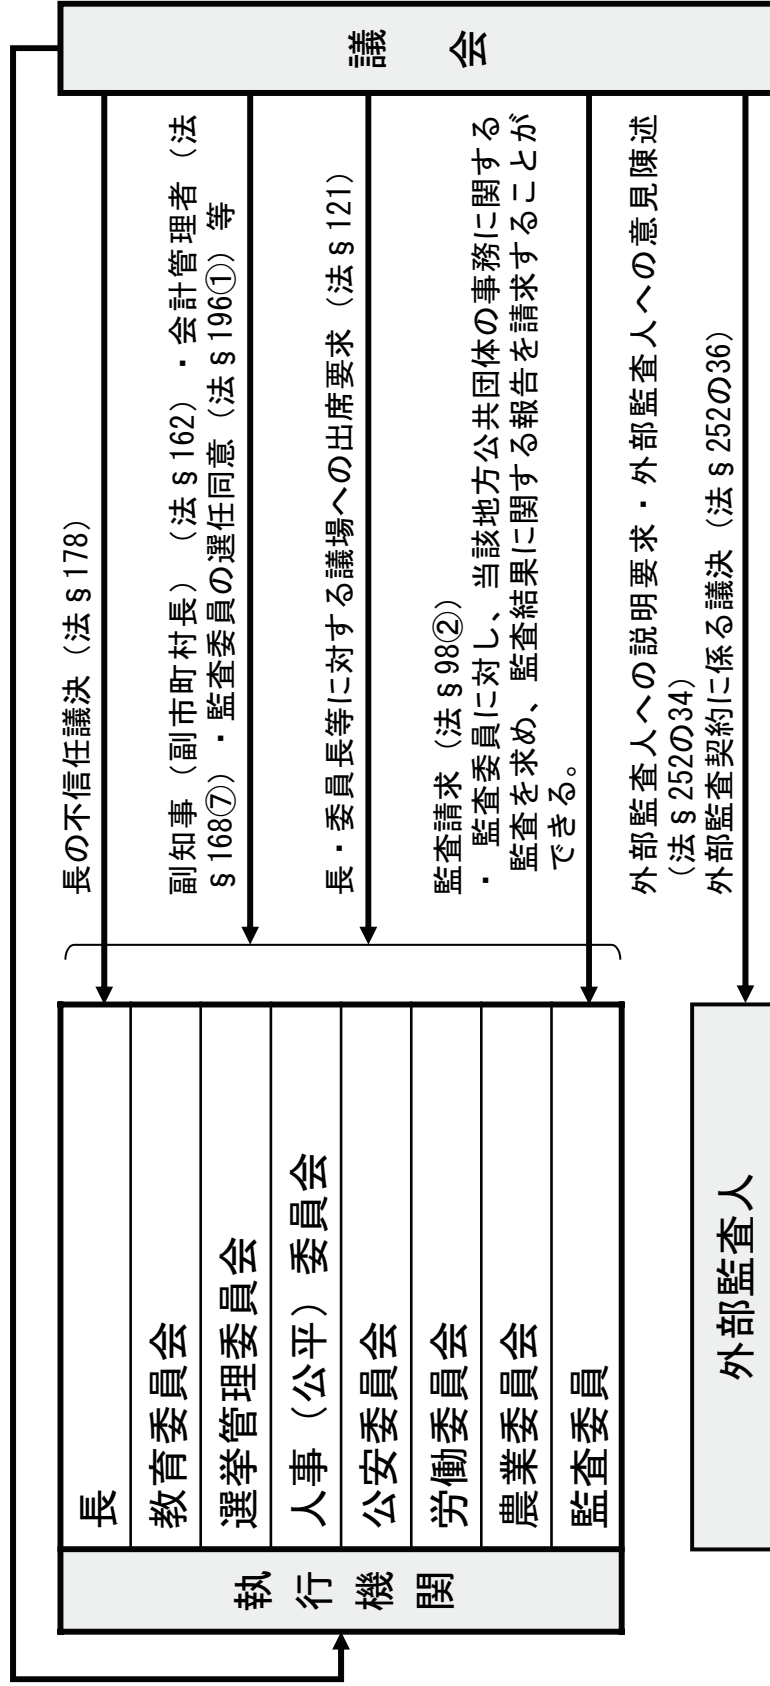 議　　会
長の不信任議決（法§178）
副知事（副市町村長）（法§162）・会計管理者（法
§168⑦）・監査委員の選任同意（法§196①）等
長・委員長等に対する議場への出席要求（法§121）
監査請求（法§98②）
・ 監査委員に対し、当該地方公共団体の事務に関する
監査を求め、監査結果に関する報告を請求することが
できる。
外部監査人への説明要求・外部監査人への意見陳述
（法§252の34）
外部監査契約に係る議決（法§252の36）
執行機関
長
教育委員会
選挙管理委員会
人事（公平）委員会
公安委員会
労働委員会
農業委員会
監査委員
外部監査人